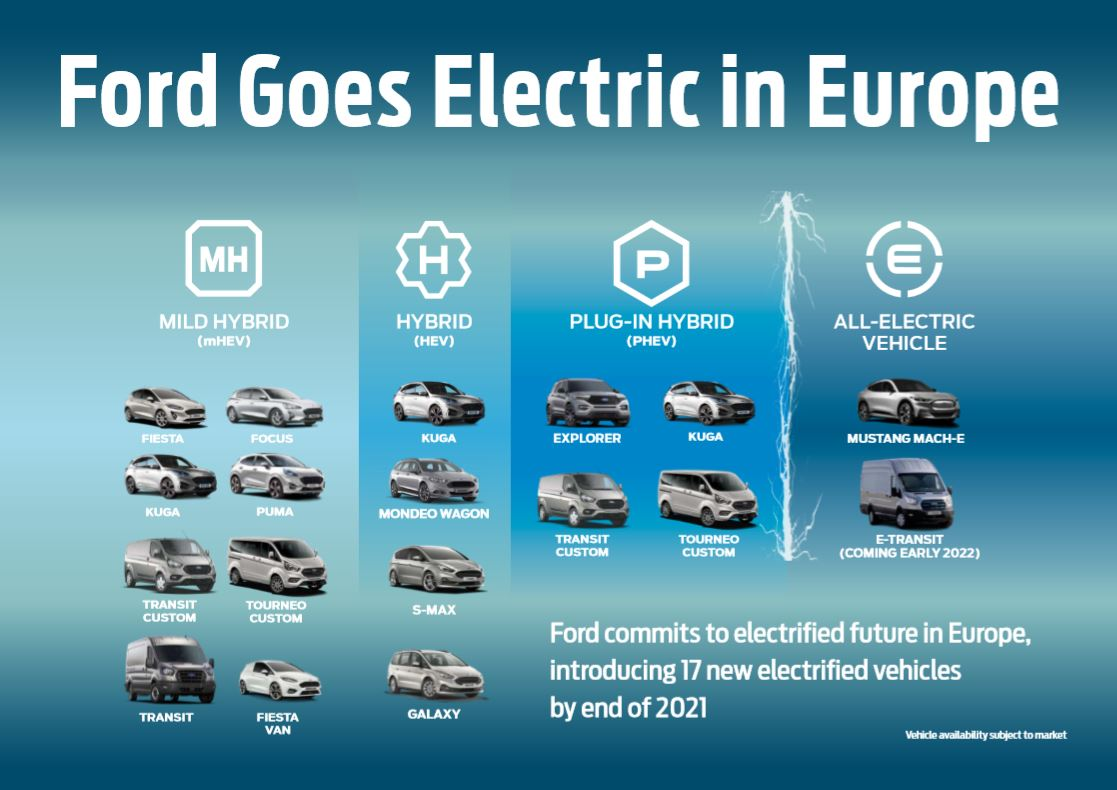 Ford Goes Electric in Europe
MH
MILD HYBRID
(mHEV)
FIESTA
FOCUS
KUGA
PUMA
TRANSIT
CUSTOM
TOURNEO
CUSTOM
TRANSIT
FIESTA
VAN
H
HYBRID
(HEV)
KUGA
MONDEO WAGON
S-MAX
GALAXY
P
PLUG-IN HYBRID
(PHEV)
EXPLORER
KUGA
TRANSIT
CUSTOM
TOURNEO
CUSTOM
E
ALL-ELECTRIC
VEHICLE
MUSTANG MACH-E
E-TRANSIT
(COMING EARLY 2022)
Ford commits to electrified future in Europe,
introducing 17 new electrified vehicles
by end of 2021
Vehicle availability subject to market